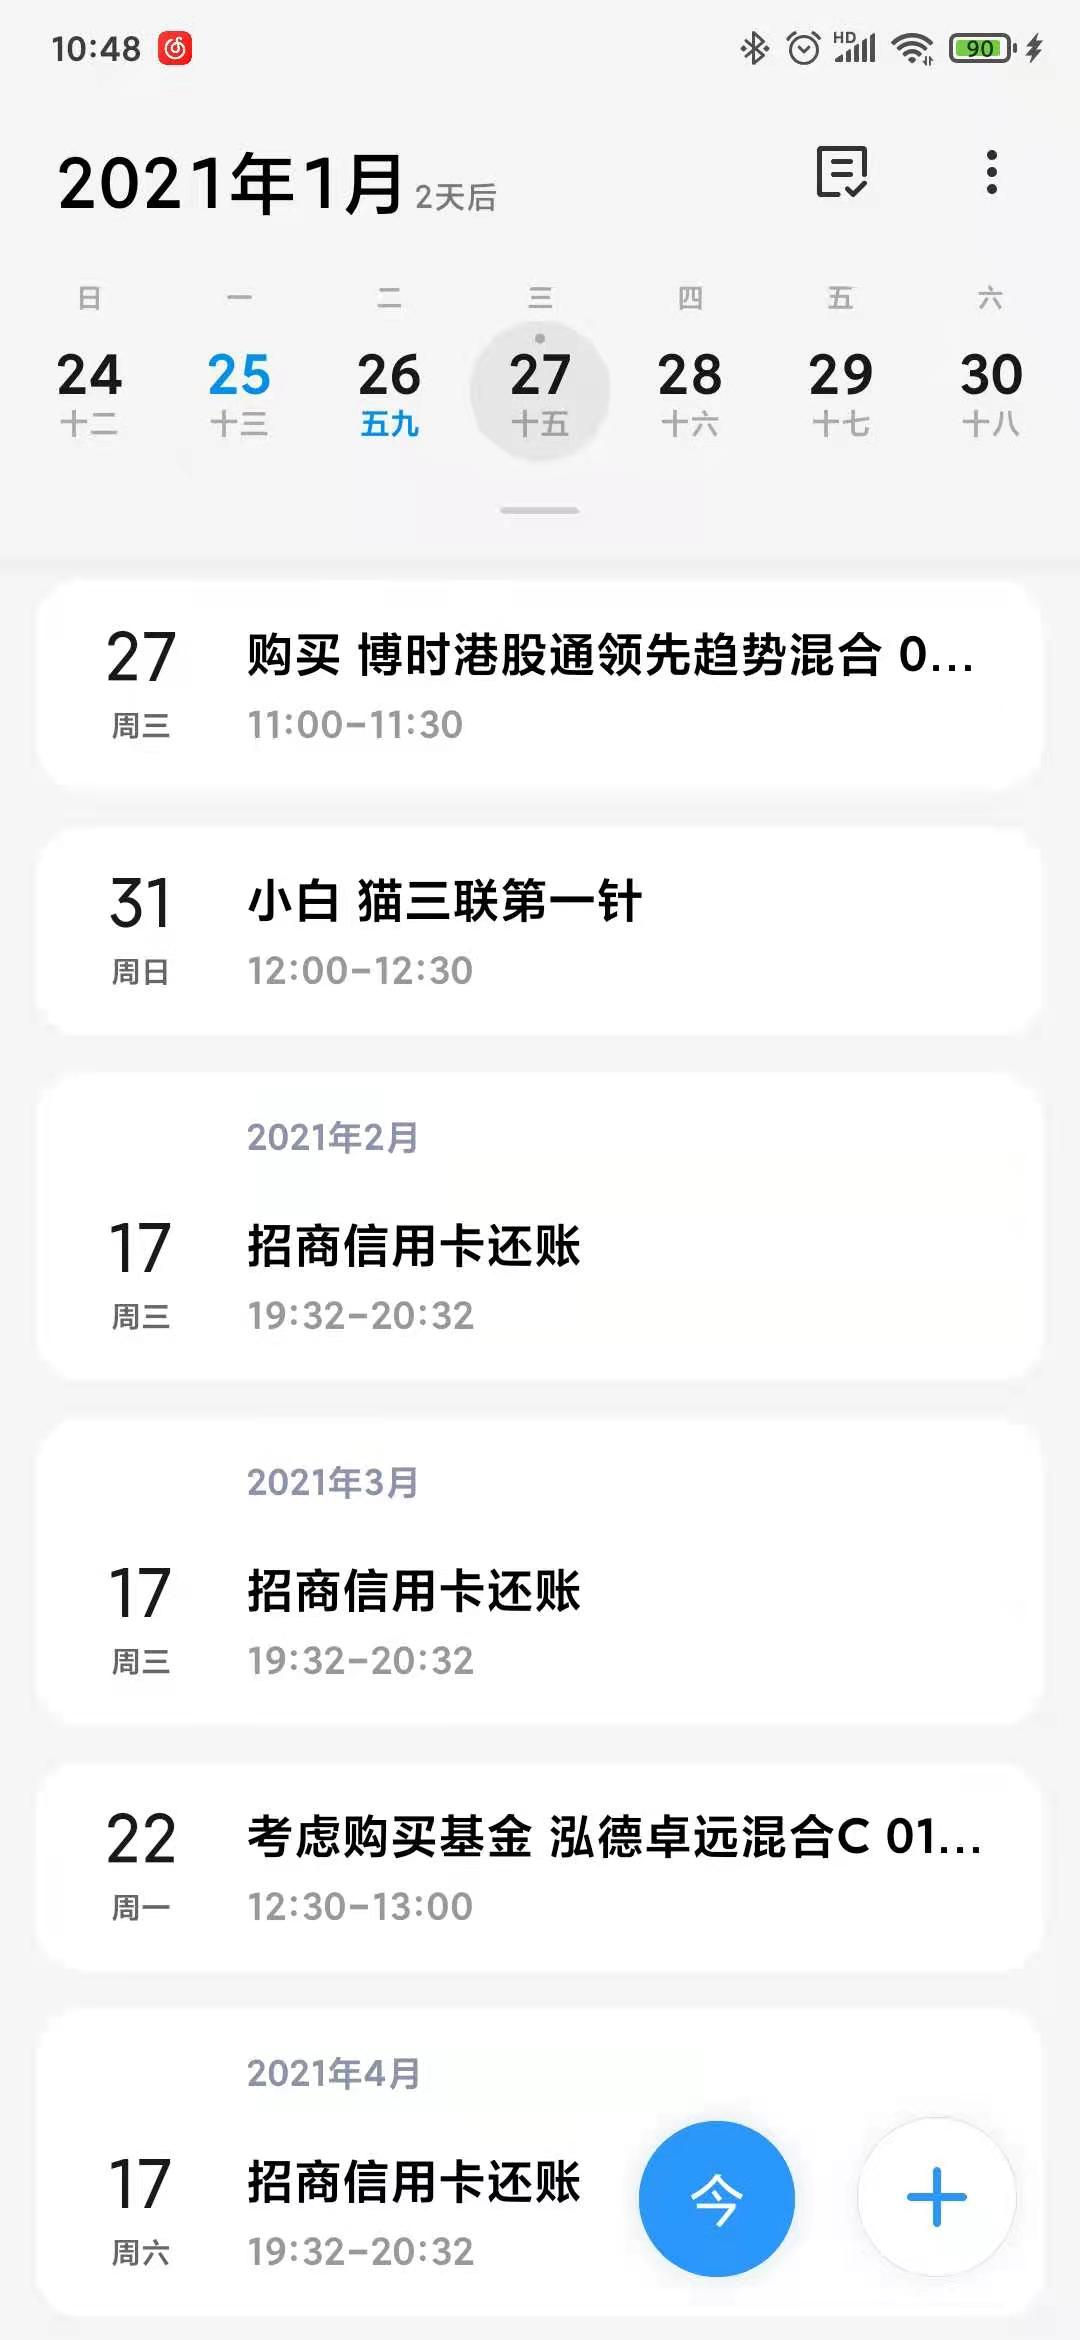 10:48
HD
90
2021年1月 2天后
日 一 二 三 四 五 六
24 25 26 27 28 29 30
十二 十三 五九 十五 十六 十七 十八
27 购买 博时港股通领先趋势混合 0...
周三 11:00-11:30
31 小白 猫三联第一针
周日 12:00-12:30
2021年2月
17 招商信用卡还账
周三 19:32-20:32
2021年3月
17 招商信用卡还账
周三 19:32-20:32
22 考虑购买基金 泓德卓远混合C 01...
周一 12:30-13:00
2021年4月
17 招商信用卡还账
周六 19:32-20:32
今